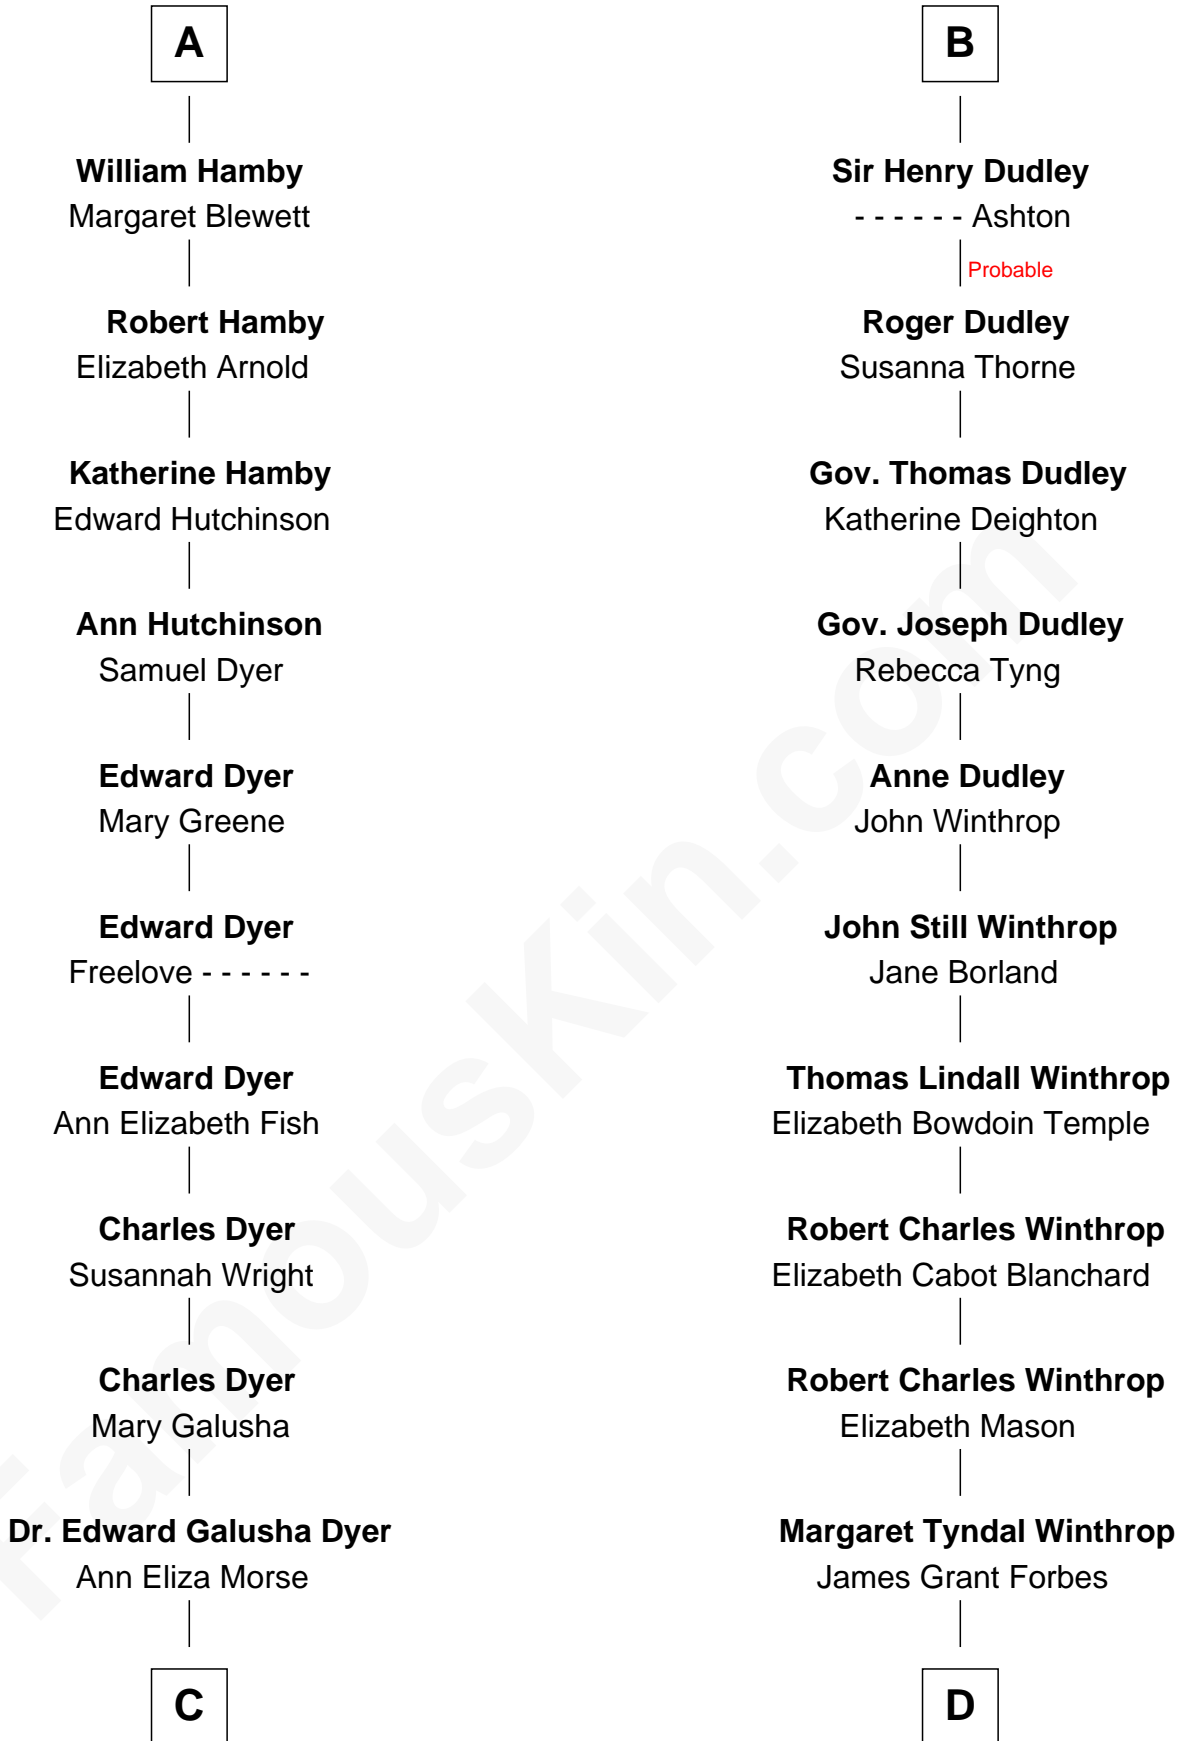 A
William Hamby
Margaret Blewett
Robert Hamby
Elizabeth Arnold
Katherine Hamby
Edward Hutchinson
Ann Hutchinson
Samuel Dyer
Edward Dyer
Mary Greene
Edward Dyer
Freelove - - - - - -
Edward Dyer
Ann Elizabeth Fish
Charles Dyer
Susannah Wright
Charles Dyer
Mary Galusha
Dr. Edward Galusha Dyer
Ann Eliza Morse
C
B
Sir Henry Dudley
- - - - - - Ashton
Probable
Roger Dudley
Susanna Thorne
Gov. Thomas Dudley
Katherine Deighton
Gov. Joseph Dudley
Rebecca Tyng
Anne Dudley
John Winthrop
John Still Winthrop
Jane Borland
Thomas Lindall Winthrop
Elizabeth Bowdoin Temple
Robert Charles Winthrop
Elizabeth Cabot Blanchard
Robert Charles Winthrop
Elizabeth Mason
Margaret Tyndal Winthrop
James Grant Forbes
D
FamousKin.com